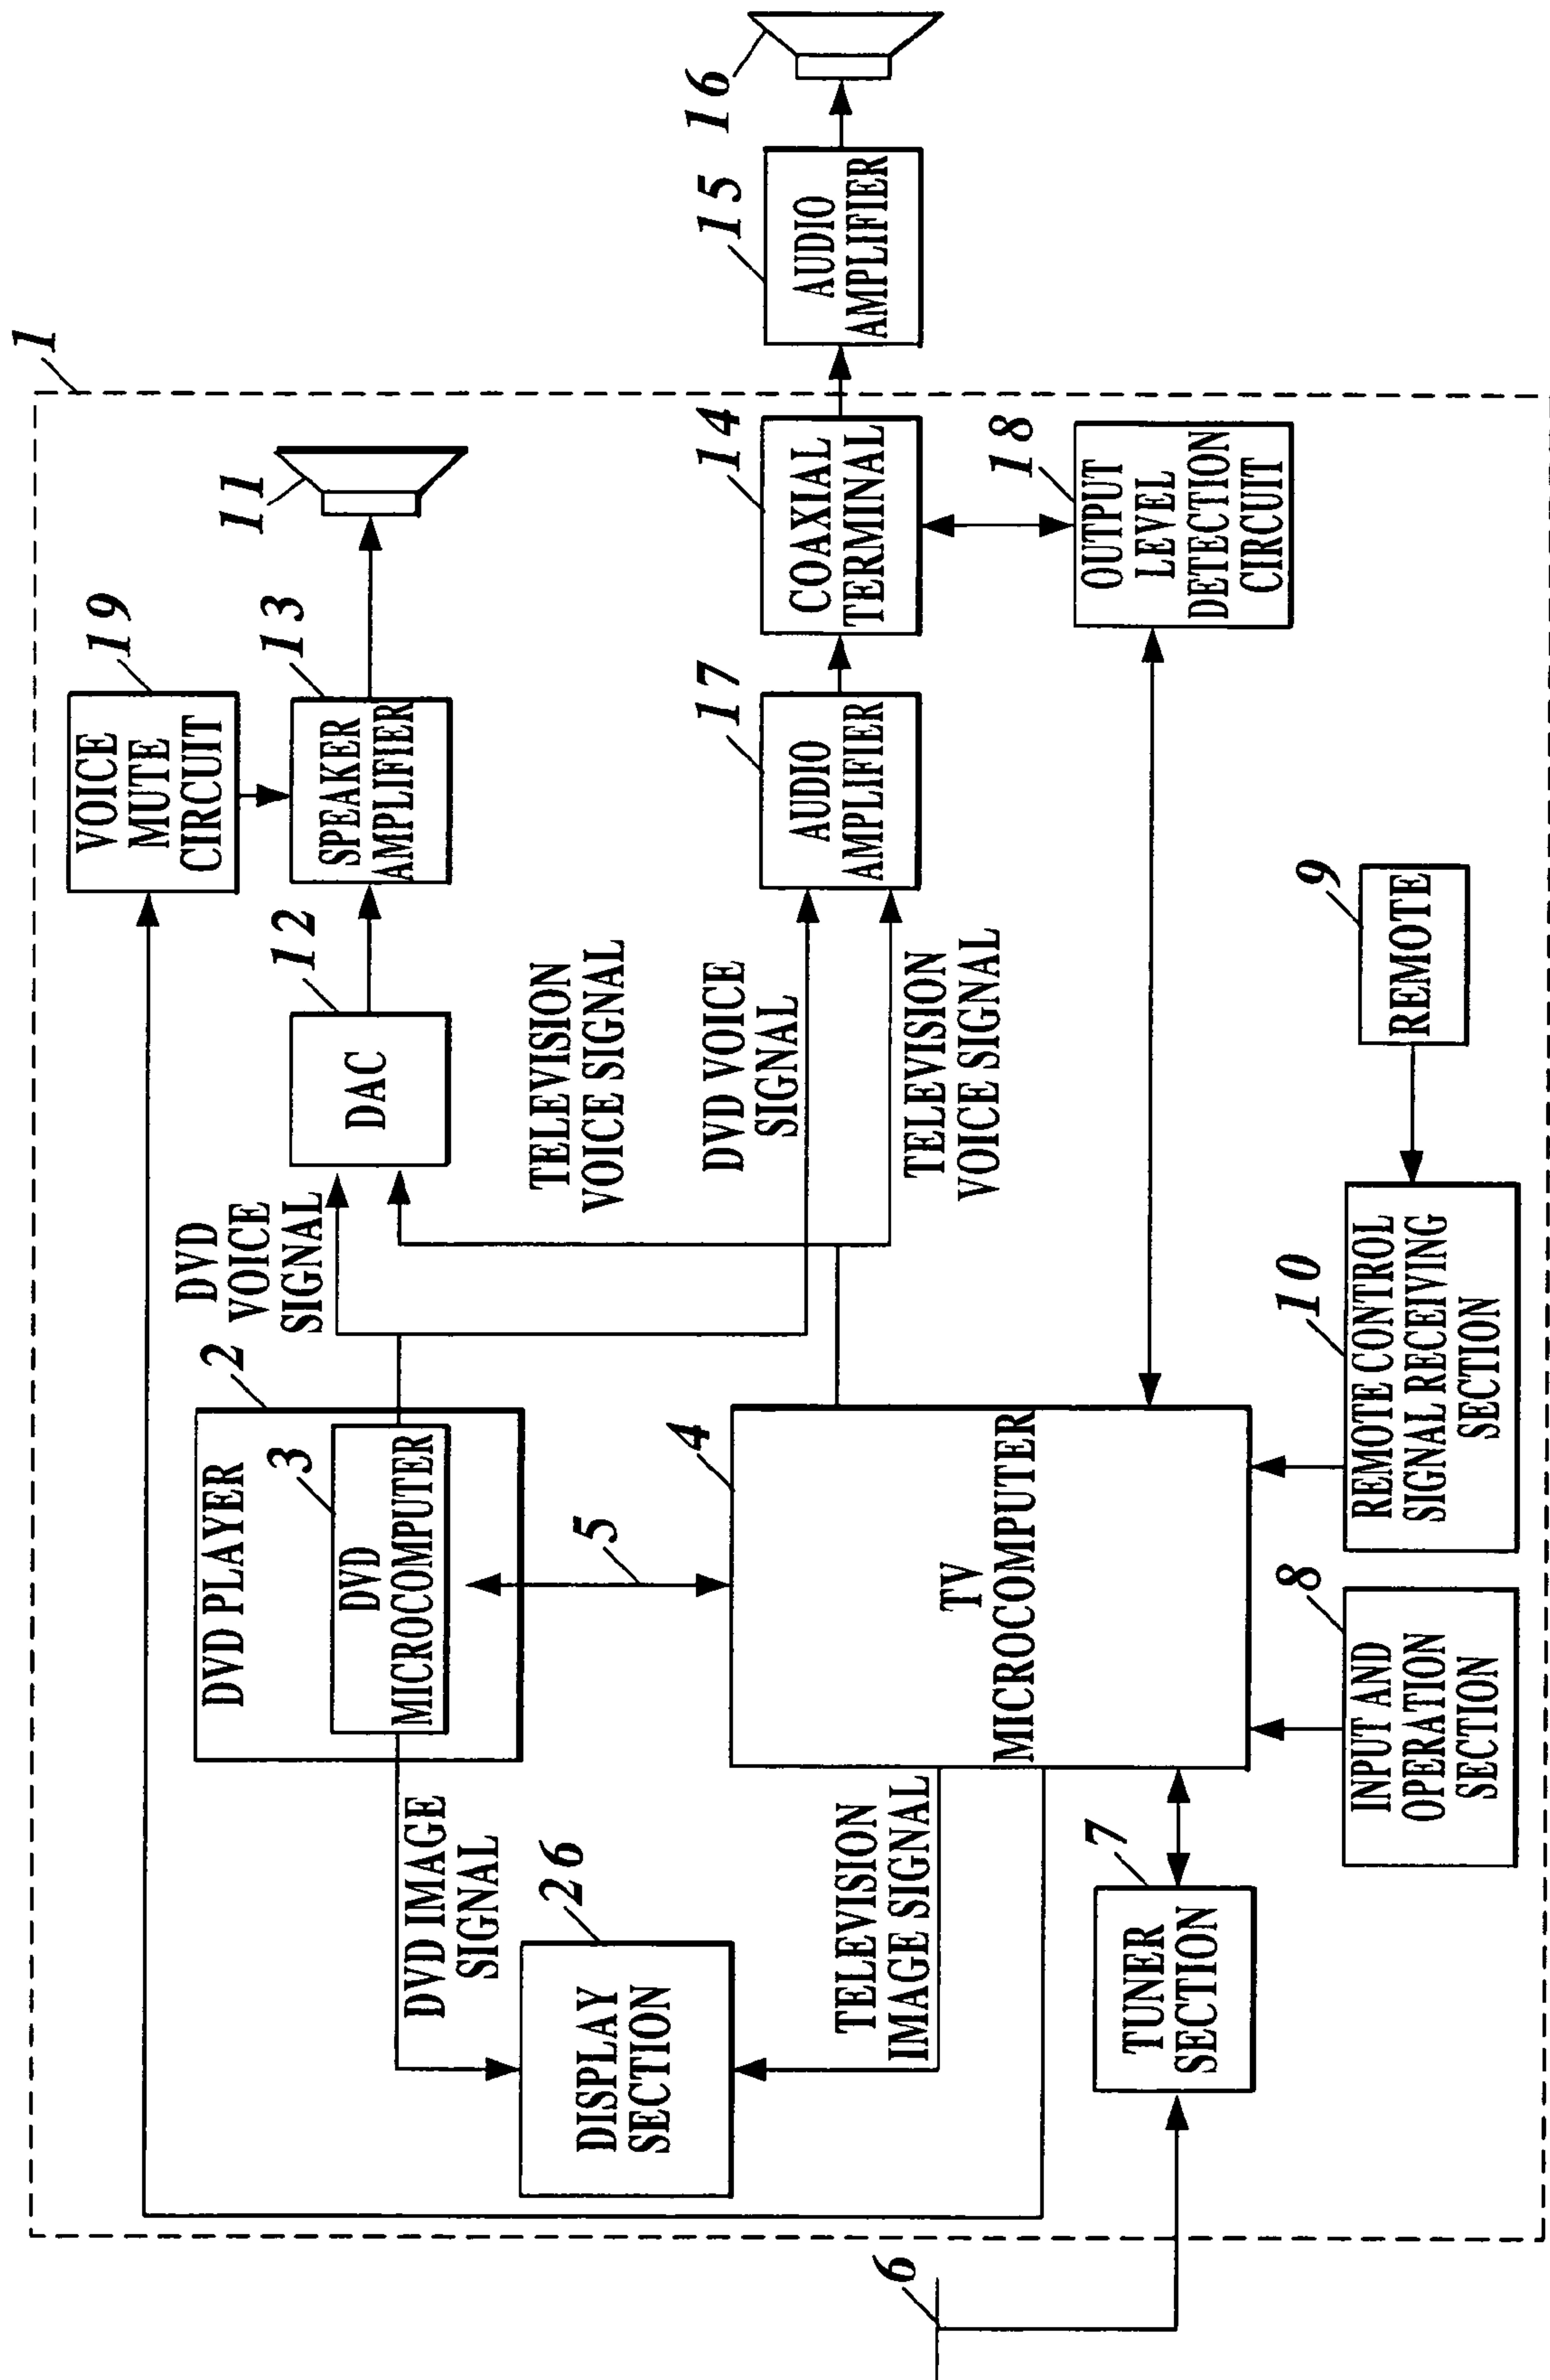 1
19
VOICE
MUTE
CIRCUIT
11
13
SPEAKER
AMPLIFIER
12
DAC
DVD
VOICE
SIGNAL
TELEVISION
VOICE SIGNAL
2
DVD PLAYER
3
DVD
MICROCOMPUTER
DVD IMAGE
SIGNAL
26
DISPLAY
SECTION
5
16
15
AUDIO
AMPLIFIER
14
COAXIAL
TERMINAL
17
AUDIO
AMPLIFIER
DVD VOICE
SIGNAL
TELEVISION
VOICE SIGNAL
4
TV
MICROCOMPUTER
TELEVISION
IMAGE SIGNAL
18
OUTPUT
LEVEL
DETECTION
CIRCUIT
7
TUNER
SECTION
6
9
REMOTE
10
REMOTE CONTROL
SIGNAL RECEIVING
SECTION
8
INPUT AND
OPERATION
SECTION